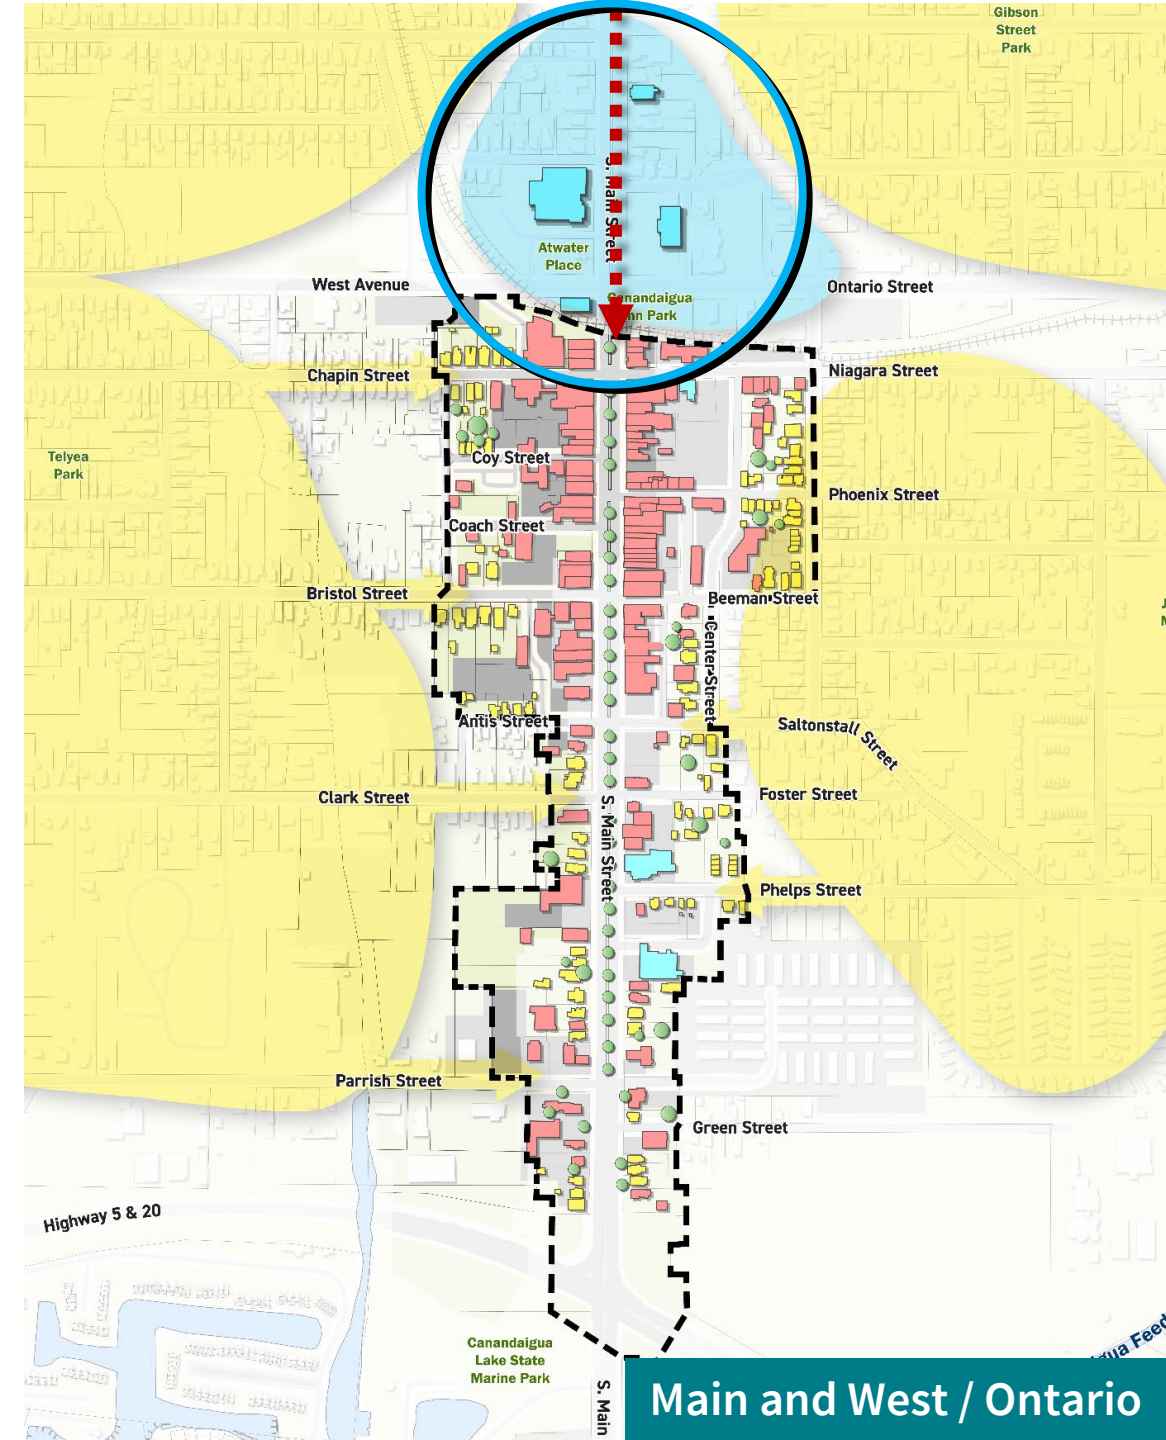 Gibson
Street
Park
S. Main Street
Atwater
Place
West Avenue
Ontario Street
Canandaigua
Park
Chapin Street
Niagara Street
Telyea
Park
Coy Street
Phoenix Street
Coach Street
Bristol Street
Beeman Street
Center Street
Antis Street
Saltonstall Street
Clark Street
Foster Street
S. Main Street
Phelps Street
Parrish Street
Green Street
Highway 5 & 20
Canandaigua
Lake State
Marine Park
S. Main
Main and West / Ontario